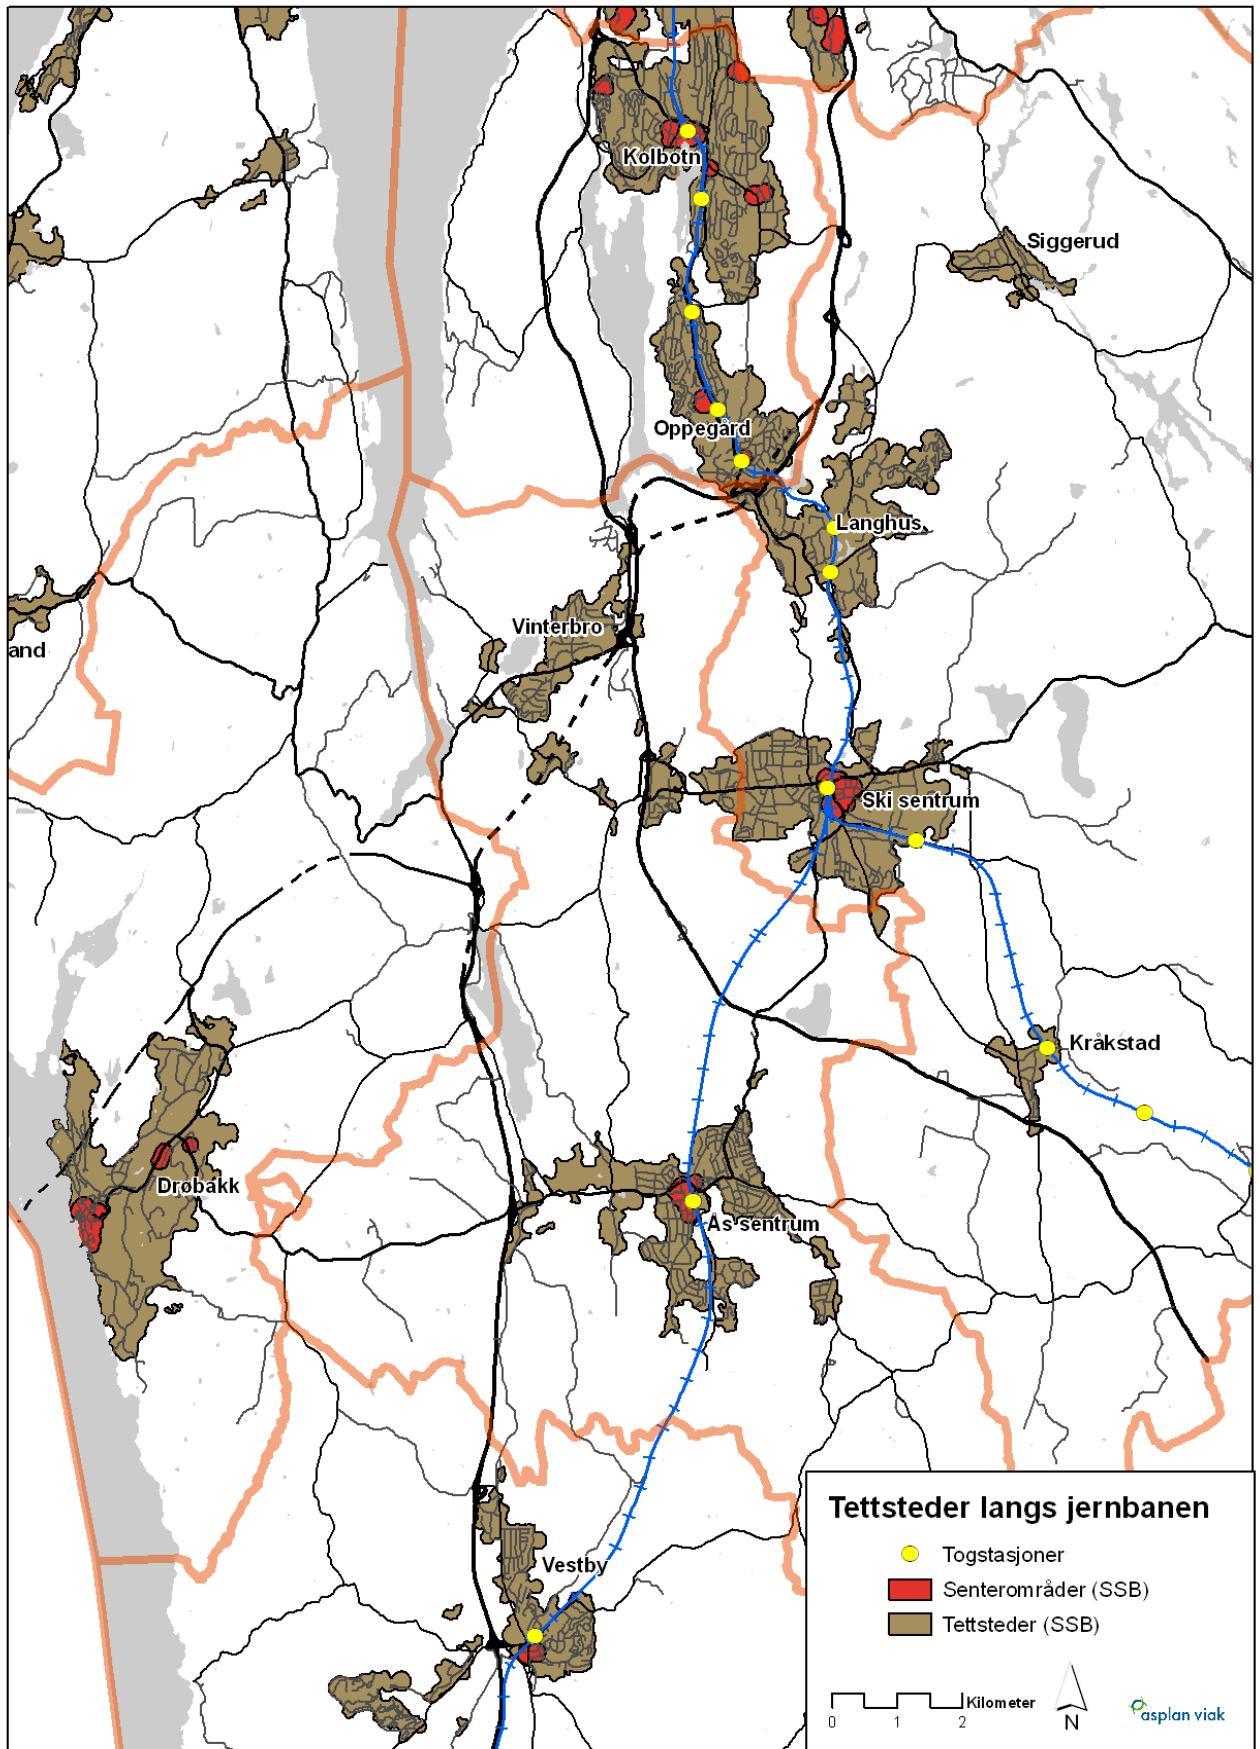 Kolbotn
Siggerud
Oppegård
Langhus
Vinterbro
and
Ski sentrum
Kråkstad
Drøbakk
Ås sentrum
Vestby
Tettsteder langs jernbanen
Togstasjoner
Senterområder (SSB)
Tettsteder (SSB)
Kilometer
0 1 2
N
asplan viak